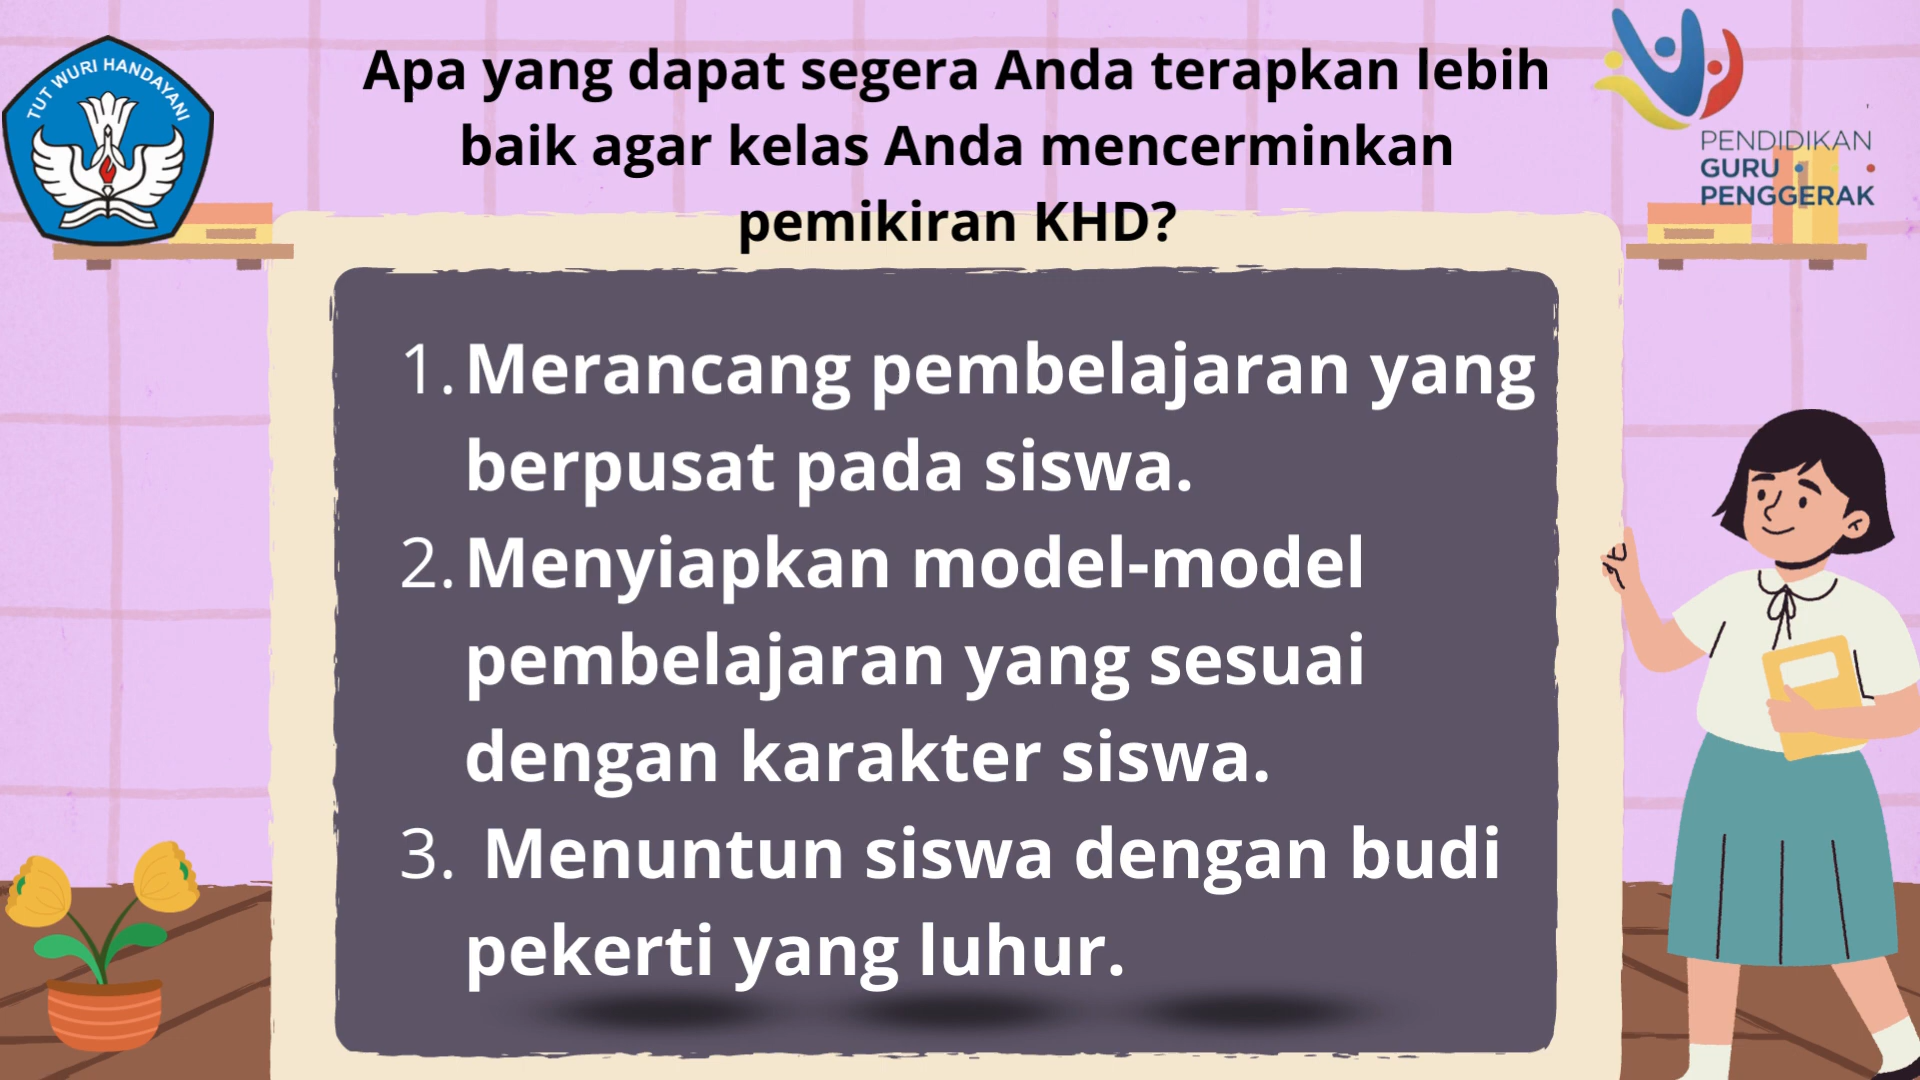 TUT WURI HANDAYANI
Apa yang dapat segera Anda terapkan lebih
baik agar kelas Anda mencerminkan
pemikiran KHD?
PENDIDIKAN
GURU
PENGGERAK
1. Merancang pembelajaran yang
berpusat pada siswa.
2. Menyiapkan model-model
pembelajaran yang sesuai
dengan karakter siswa.
3. Menuntun siswa dengan budi
pekerti yang luhur.